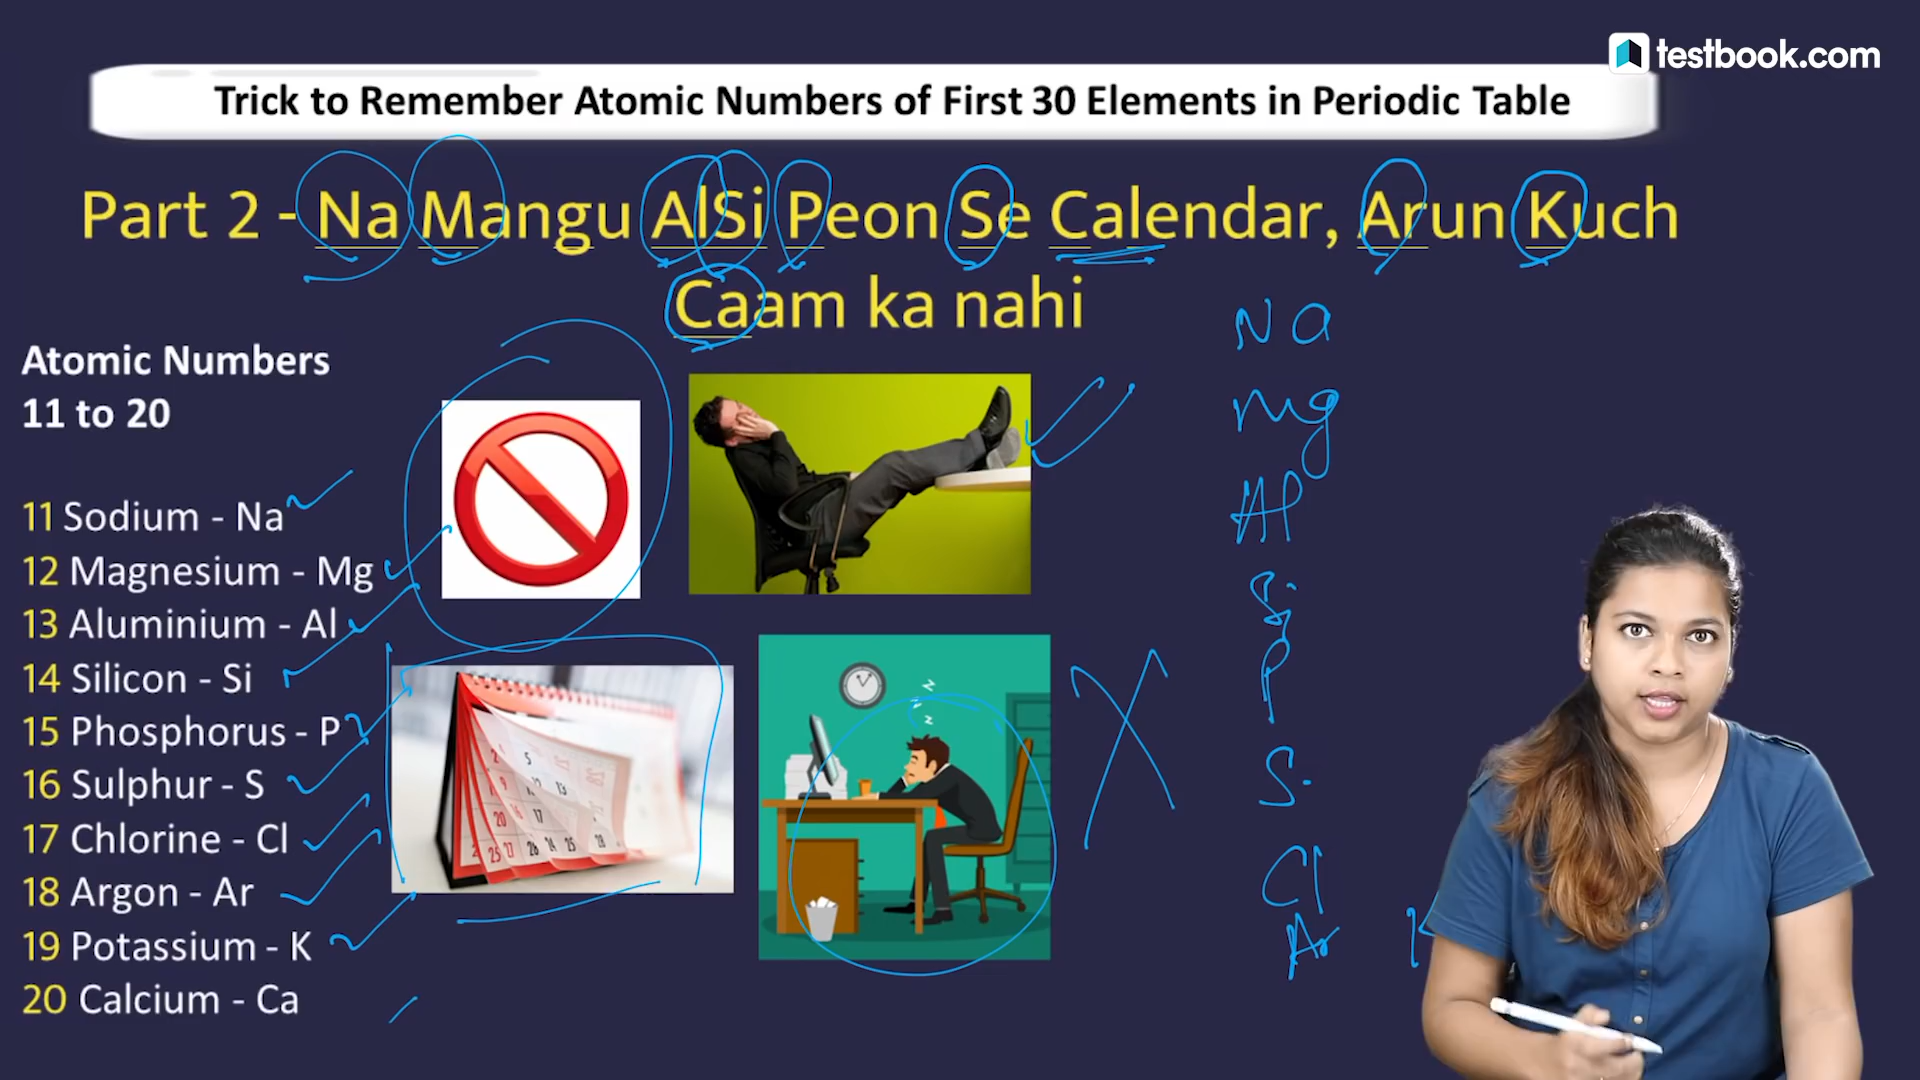 testbook.com
Trick to Remember Atomic Numbers of First 30 Elements in Periodic Table
Part 2 - Na Mangu AlSi Peon Se Calendar, Arun Kuch
Caam ka nahi
Atomic Numbers
11 to 20
11 Sodium - Na
12 Magnesium - Mg
13 Aluminium - Al
14 Silicon - Si
15 Phosphorus - P
16 Sulphur - S
17 Chlorine - Cl
18 Argon - Ar
19 Potassium - K
20 Calcium - Ca
Na
Mg
Al
Si
P
S
Cl
Ar K